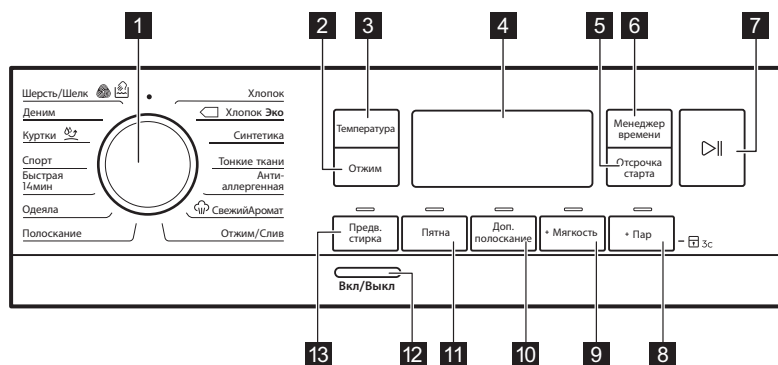 1
2
3
4
5
6
7
Шерсть/Шелк
Деним
Куртки
Спорт
Быстрая
14мин
Одеяла
Полоскание
Хлопок
Хлопок Эко
Синтетика
Тонкие ткани
Анти-
аллергенная
СвежийАромат
Отжим/Слив
Температура
Отжим
Менеджер
времени
Отсрочка
старта
Предв.
стирка
Пятна
Доп.
полоскание
• Мягкость
• Пар
3с
Вкл/Выкл
13
12
11
10
9
8